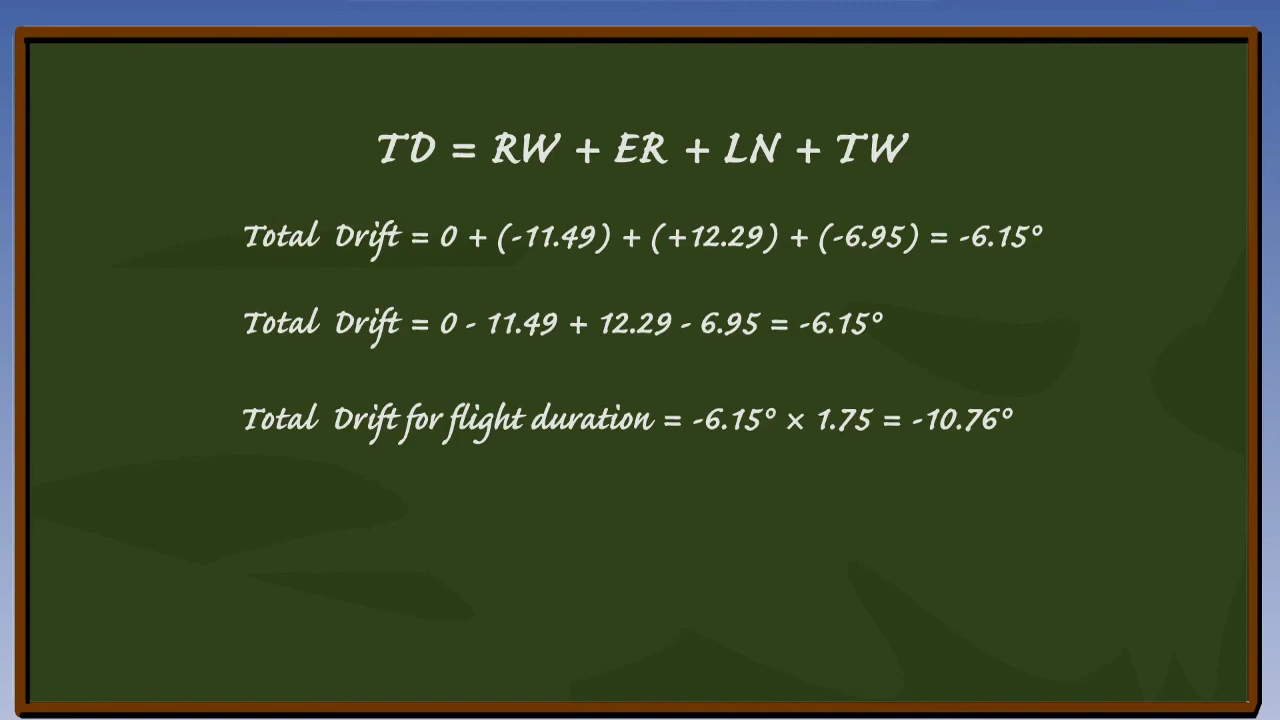 TD = RW + ER + LN + TW
Total Drift = 0 + (-11.49) + (+12.29) + (-6.95) = -6.15°
Total Drift = 0 - 11.49 + 12.29 - 6.95 = -6.15°
Total Drift for flight duration = -6.15° × 1.75 = -10.76°